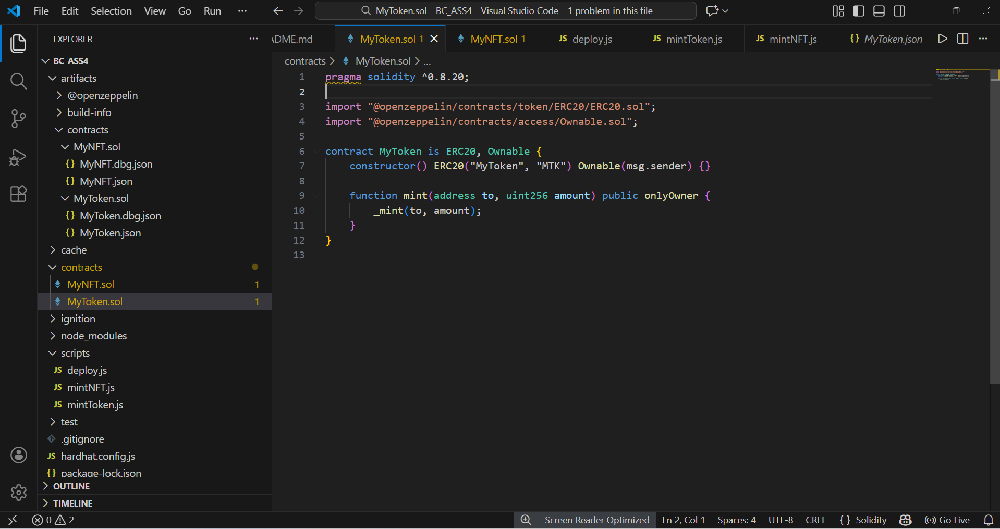 File Edit Selection View Go Run ...
MyToken.sol - BC_ASS4 - Visual Studio Code - 1 problem in this file
EXPLORER
BC_ASS4
artifacts
@openzeppelin
build-info
contracts
MyNFT.sol
{} MyNFT.dbg.json
{} MyNFT.json
MyToken.sol
{} MyToken.dbg.json
{} MyToken.json
cache
contracts
MyNFT.sol 1
MyToken.sol 1
ignition
node_modules
scripts
JS deploy.js
JS mintNFT.js
JS mintToken.js
test
.gitignore
JS hardhat.config.js
{} package-lock.json
OUTLINE
TIMELINE
DME.md MyToken.sol 1 MyNFT.sol 1 JS deploy.js JS mintToken.js JS mintNFT.js {} MyToken.json
contracts > MyToken.sol > ...
1 pragma solidity ^0.8.20;
2
3 import "@openzeppelin/contracts/token/ERC20/ERC20.sol";
4 import "@openzeppelin/contracts/access/Ownable.sol";
5
6 contract MyToken is ERC20, Ownable {
7 constructor() ERC20("MyToken", "MTK") Ownable(msg.sender) {}
8
9 function mint(address to, uint256 amount) public onlyOwner {
10 _mint(to, amount);
11 }
12 }
13
0 2 Screen Reader Optimized Ln 2, Col 1 Spaces: 4 UTF-8 CRLF {} Solidity Go Live